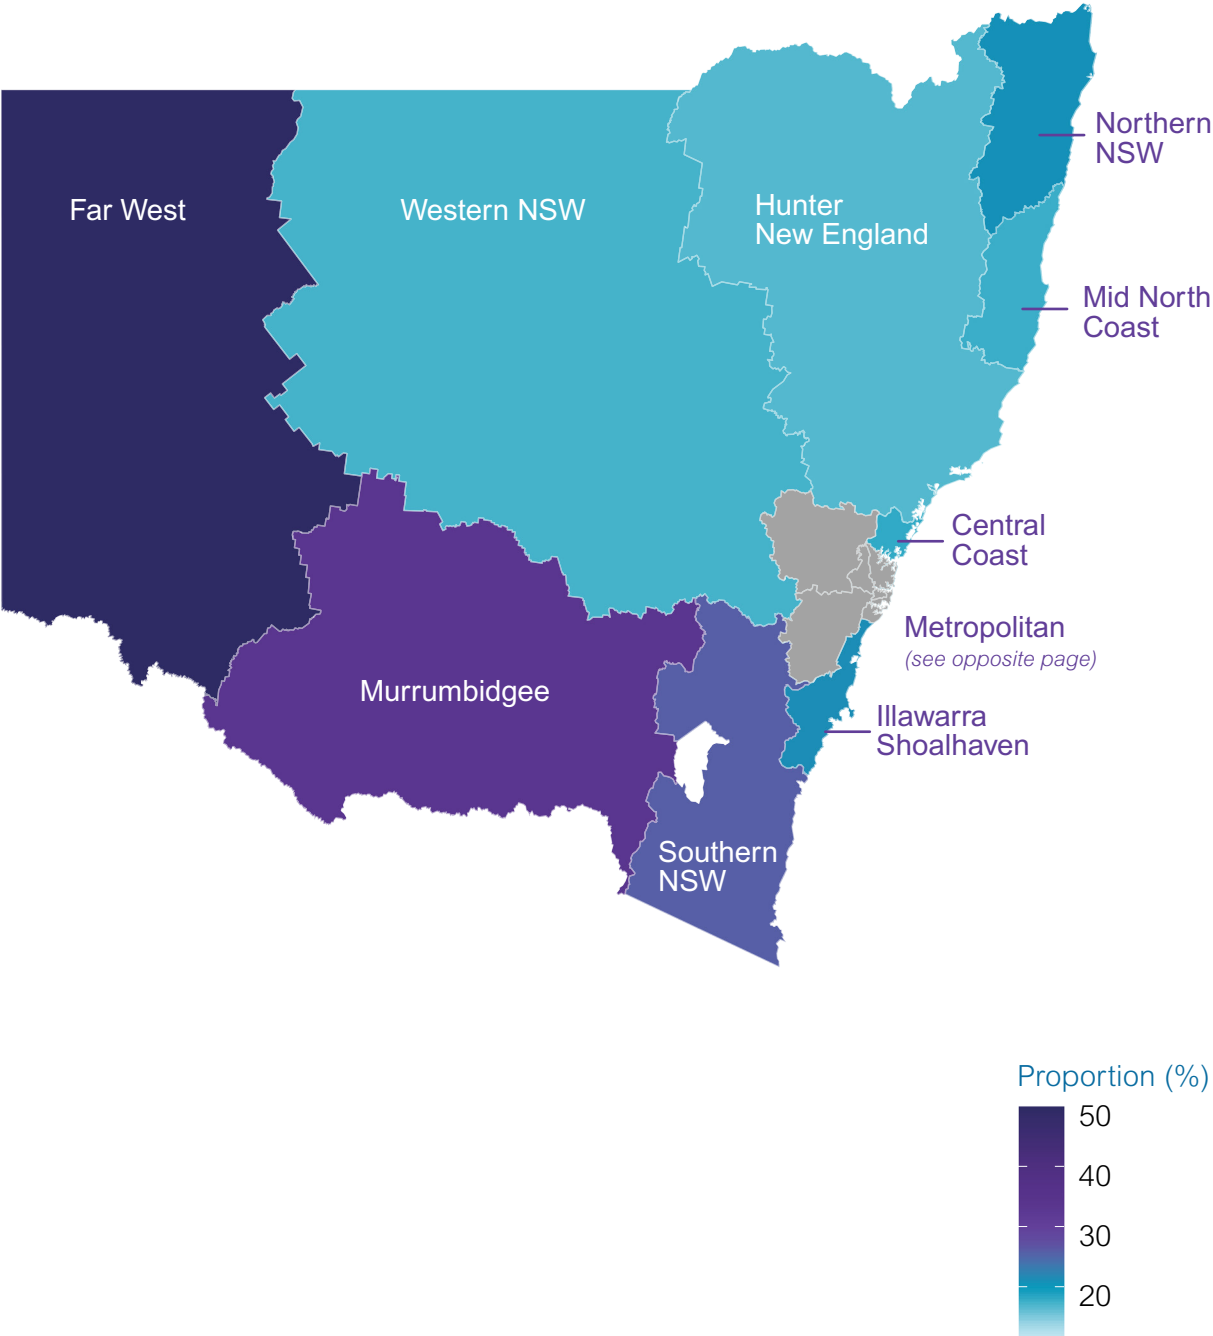 Northern
NSW
Far West
Western NSW
Hunter
New England
Mid North
Coast
Central
Coast
Metropolitan
(see opposite page)
Murrumbidgee
Illawarra
Shoalhaven
Southern
NSW
Proportion (%)
50
40
30
20